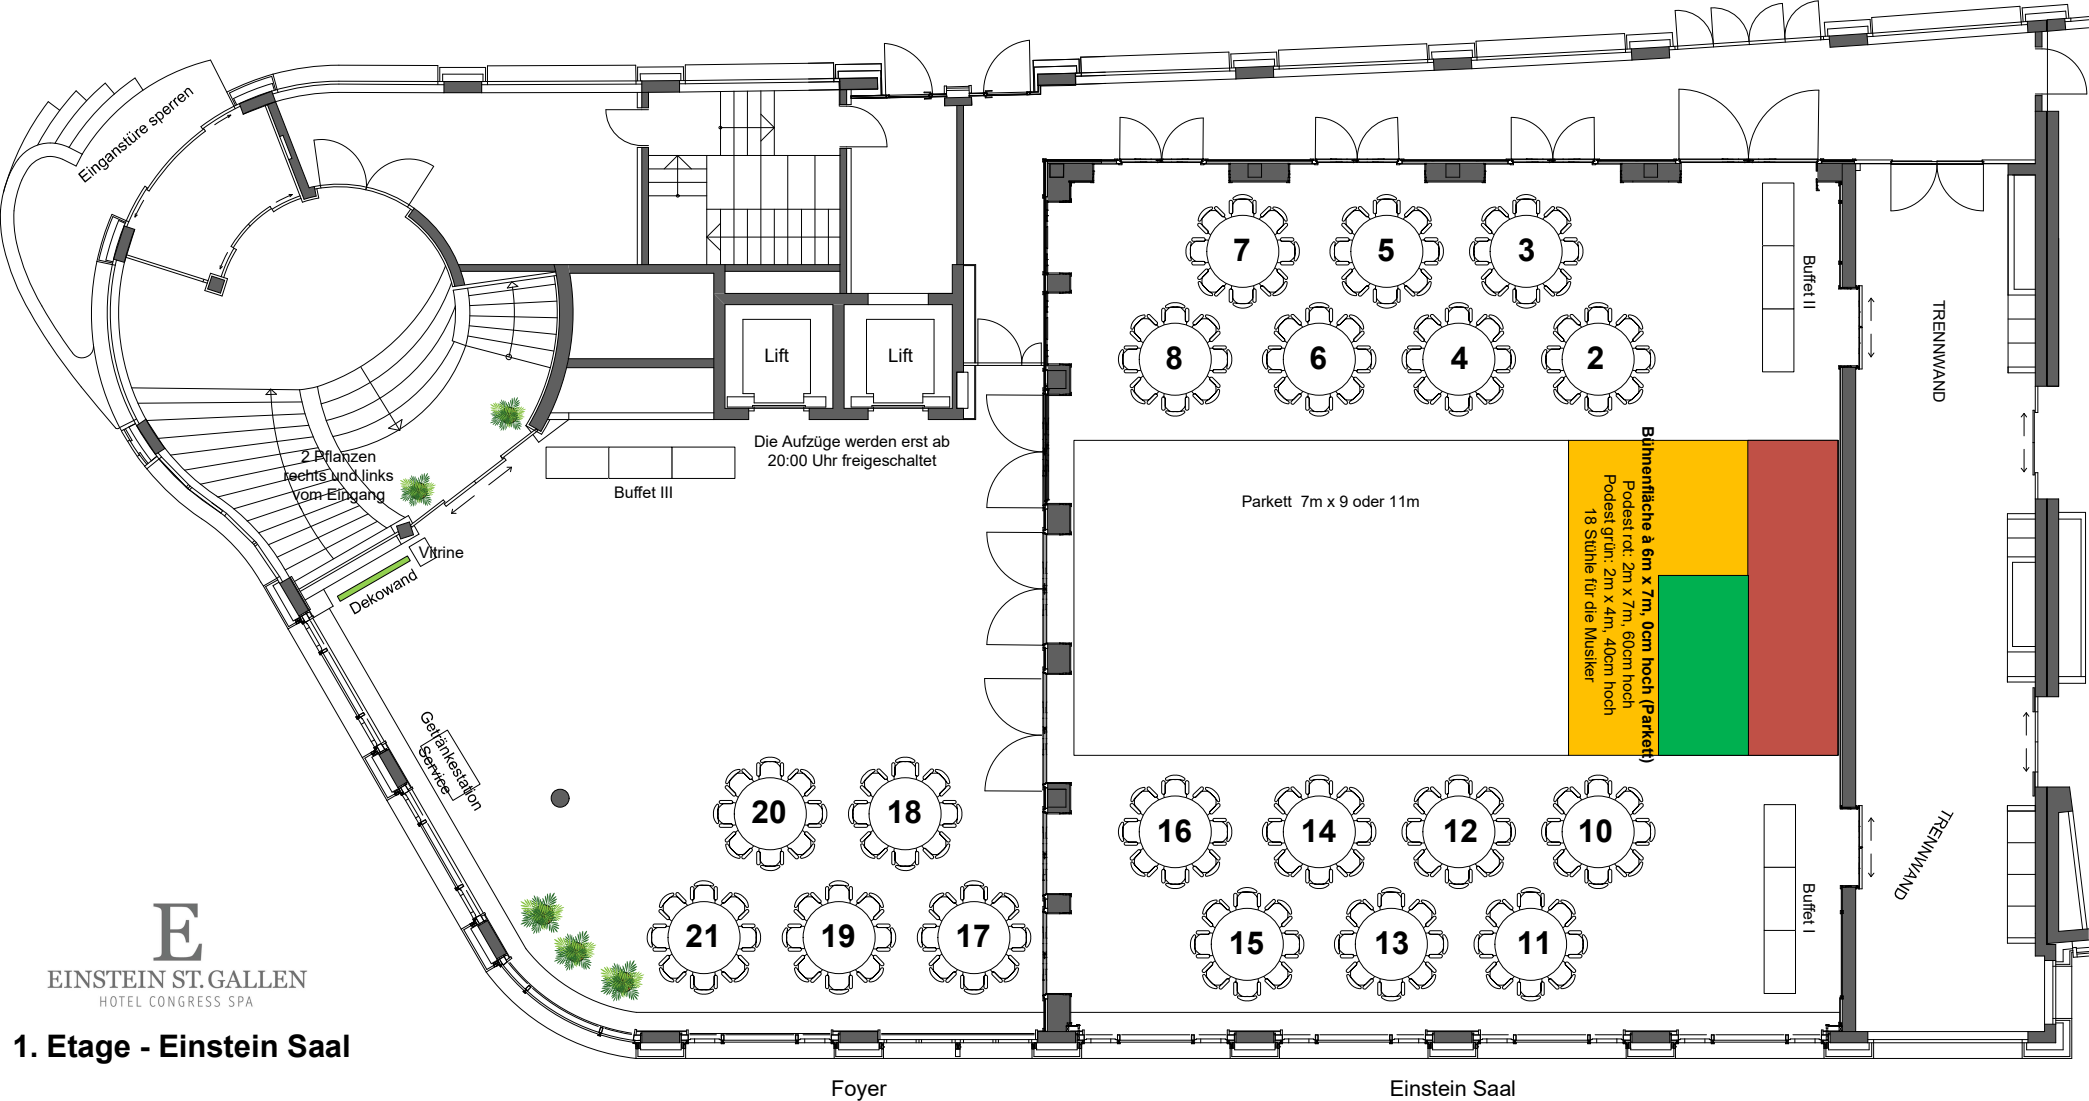 Einganstüre sperren
7
5
3
8
6
4
2
Buffet II
TRENNWAND
Lift
Lift
Die Aufzüge werden erst ab
20:00 Uhr freigeschaltet
2 Pflanzen
rechts und links
vom Eingang
Buffet III
Vitrine
Dekowand
Parkett  7m x 9 oder 11m
Bühnenfläche à 6m x 7m, 0cm hoch (Parkett)
Podest rot: 2m x 7m, 60cm hoch
Podest grün: 2m x 4m, 40cm hoch
18 Stühle für die Musiker
Getränkestation
Service
20
18
16
14
12
10
21
19
17
15
13
11
Buffet I
TRENNWAND
E
EINSTEIN ST. GALLEN
HOTEL CONGRESS SPA
1. Etage - Einstein Saal
Foyer
Einstein Saal